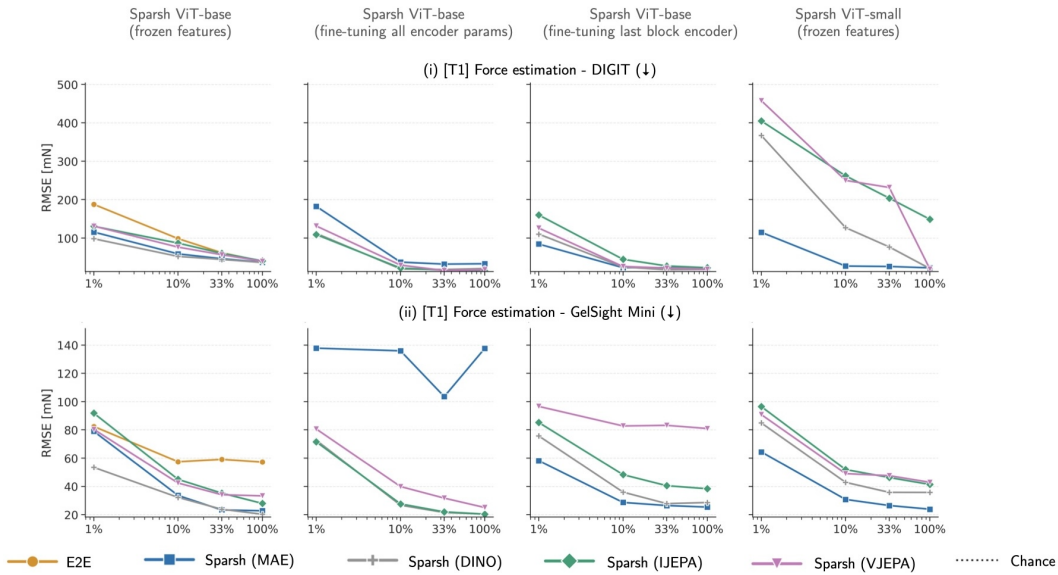 Sparsh ViT-base
(frozen features)
Sparsh ViT-base
(fine-tuning all encoder params)
Sparsh ViT-base
(fine-tuning last block encoder)
Sparsh ViT-small
(frozen features)
(i) [T1] Force estimation - DIGIT (↓)
RMSE [mN]
500
400
300
200
100
1% 10% 33% 100%
1% 10% 33% 100%
1% 10% 33% 100%
1% 10% 33% 100%
(ii) [T1] Force estimation - GelSight Mini (↓)
RMSE [mN]
140
120
100
80
60
40
20
1% 10% 33% 100%
1% 10% 33% 100%
1% 10% 33% 100%
1% 10% 33% 100%
E2E Sparsh (MAE) Sparsh (DINO) Sparsh (IJEPA) Sparsh (VJEPA) Chance